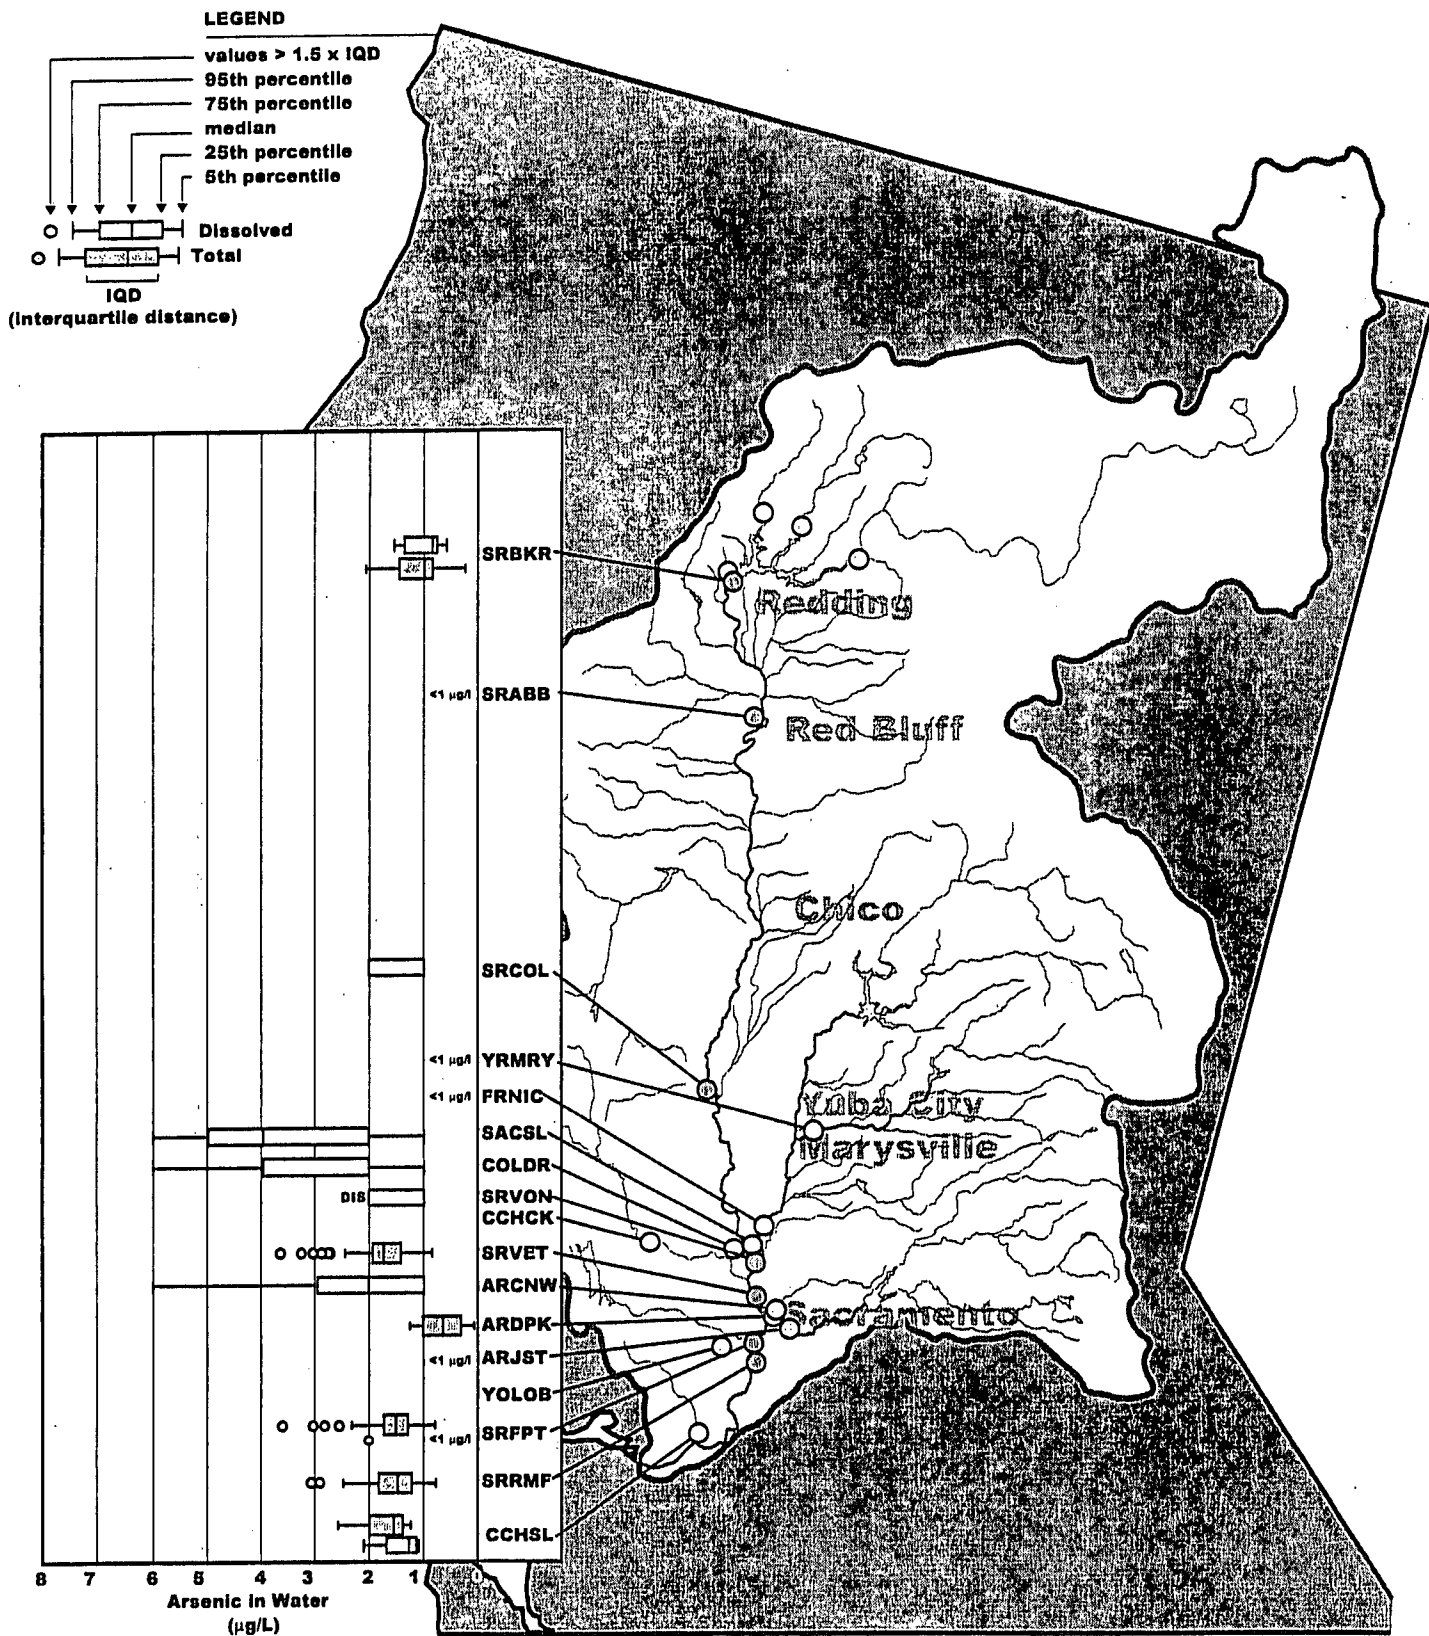 LEGEND
values > 1.5 x IQD
95th percentile
75th percentile
median
25th percentile
5th percentile
Dissolved
Total
IQD
(interquartile distance)
SRBKR
Redding
<1 µg/l SRABB
Red Bluff
Chico
SRCOL
<1 µg/l YRMRY
<1 µg/l FRNIC
Yuba City
Marysville
SACSL
COLDR
DIS SRVON
CCHCK
SRVET
ARCNW
Sacramento
ARDPK
<1 µg/l ARJST
YOLOB
SRFPT
<1 µg/l
SRRMF
CCHSL
8 7 6 5 4 3 2 1 0
Arsenic in Water
(µg/L)